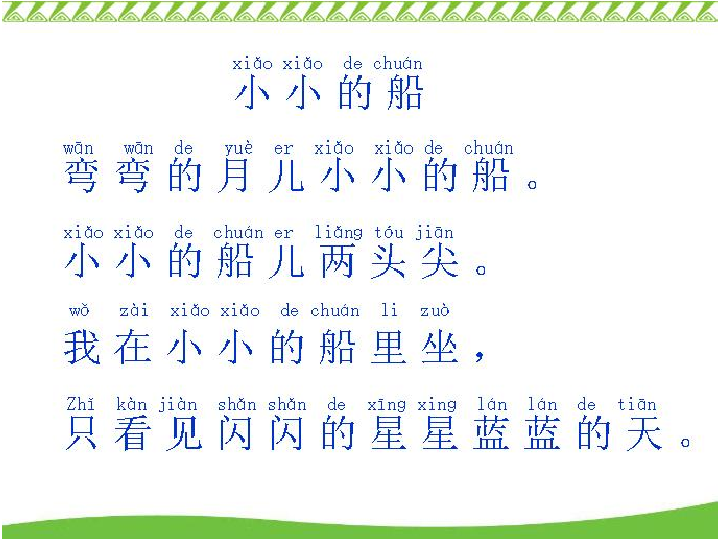 xiǎo xiǎo de chuán
小小的船
wān wān de yuè er xiǎo xiǎo de chuán
弯弯的月儿小小的船。
xiǎo xiǎo de chuán er liǎng tóu jiān
小小的船儿两头尖。
wǒ zài xiǎo xiǎo de chuán li zuò
我在小小的船里坐，
Zhǐ kàn jiàn shǎn shǎn de xīng xing lán lán de tiān
只看见闪闪的星星蓝蓝的天。